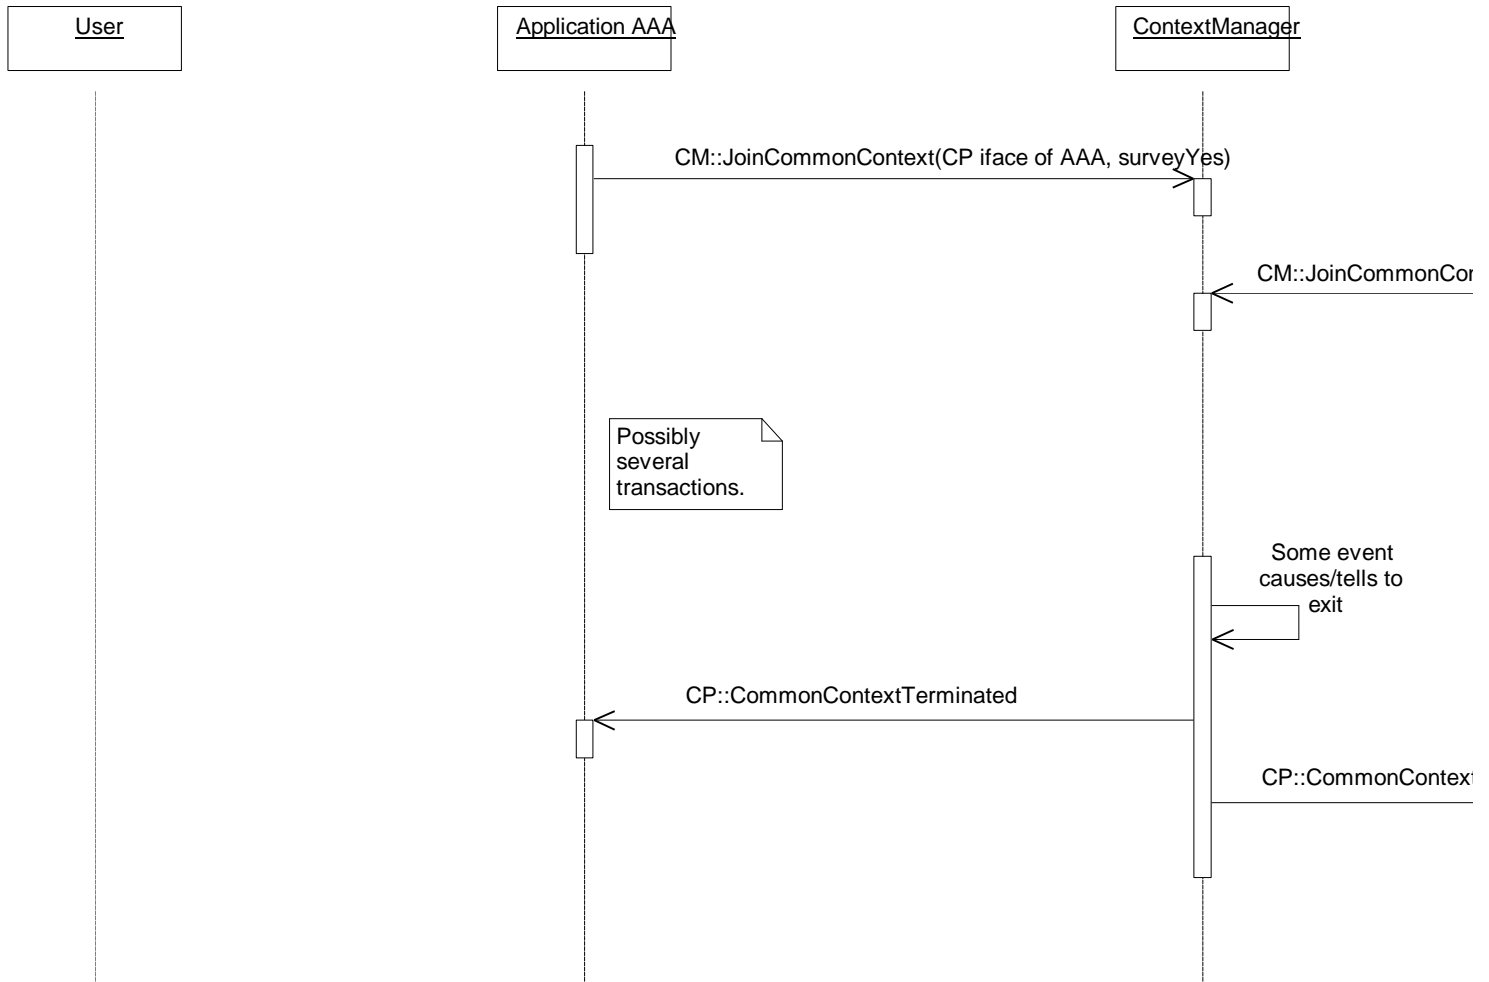 User
Application AAA
ContextManager
CM::JoinCommonContext(CP iface of AAA, surveyYes)
CM::JoinCommonCo
Possibly
several
transactions.
Some event
causes/tells to
exit
CP::CommonContextTerminated
CP::CommonContext